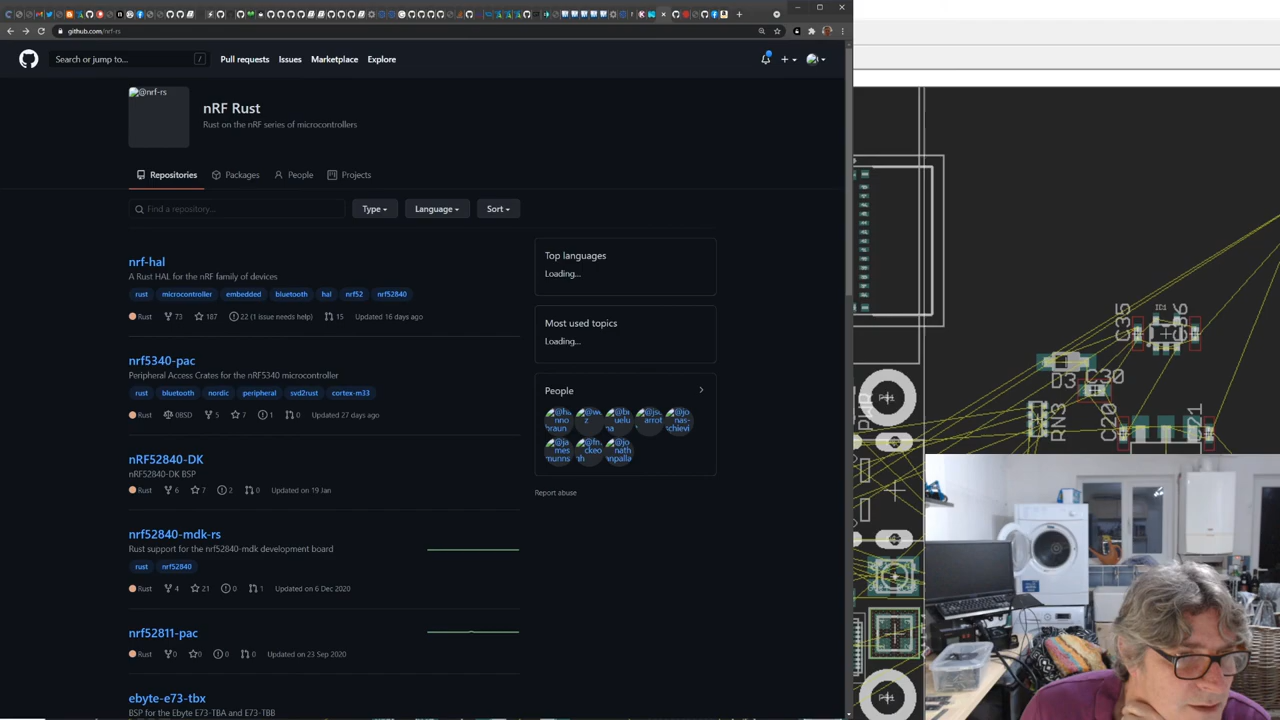 github.com/nrf-rs
Search or jump to...
/
Pull requests
Issues
Marketplace
Explore
@nrf-rs
nRF Rust
Rust on the nRF series of microcontrollers
Repositories
Packages
People
Projects
Find a repository...
Type
Language
Sort
nrf-hal
A Rust HAL for the nRF family of devices
rust microcontroller embedded bluetooth hal nrf52 nrf52840
Rust 73 187 22 (1 issue needs help) 15 Updated 16 days ago
nrf5340-pac
Peripheral Access Crates for the nRF5340 microcontroller
rust bluetooth nordic peripheral svd2rust cortex-m33
Rust 0BSD 5 7 1 0 Updated 27 days ago
nRF52840-DK
nRF52840-DK BSP
Rust 6 7 2 0 Updated on 19 Jan
nrf52840-mdk-rs
Rust support for the nrf52840-mdk development board
rust nrf52840
Rust 4 21 0 1 Updated on 6 Dec 2020
nrf52811-pac
Rust 0 0 0 0 Updated on 23 Sep 2020
ebyte-e73-tbx
BSP for the Ebyte E73-TBA and E73-TBB
Top languages
Loading...
Most used topics
Loading...
People
Report abuse
IC1
C35
C36
D3
C30
RN3
C20
C21
PWR